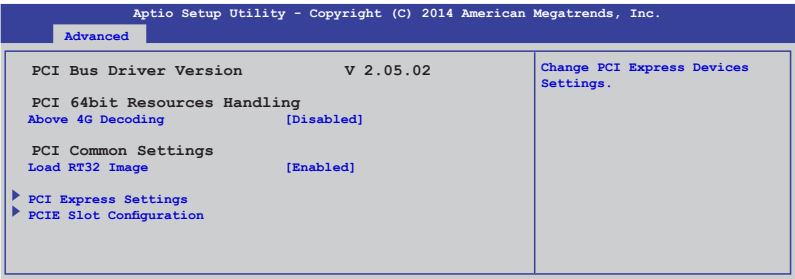 Aptio Setup Utility - Copyright (C) 2014 American Megatrends, Inc.
Advanced
PCI Bus Driver Version V 2.05.02
PCI 64bit Resources Handling
Above 4G Decoding [Disabled]
PCI Common Settings
Load RT32 Image [Enabled]
PCI Express Settings
PCIE Slot Configuration
Change PCI Express Devices
Settings.